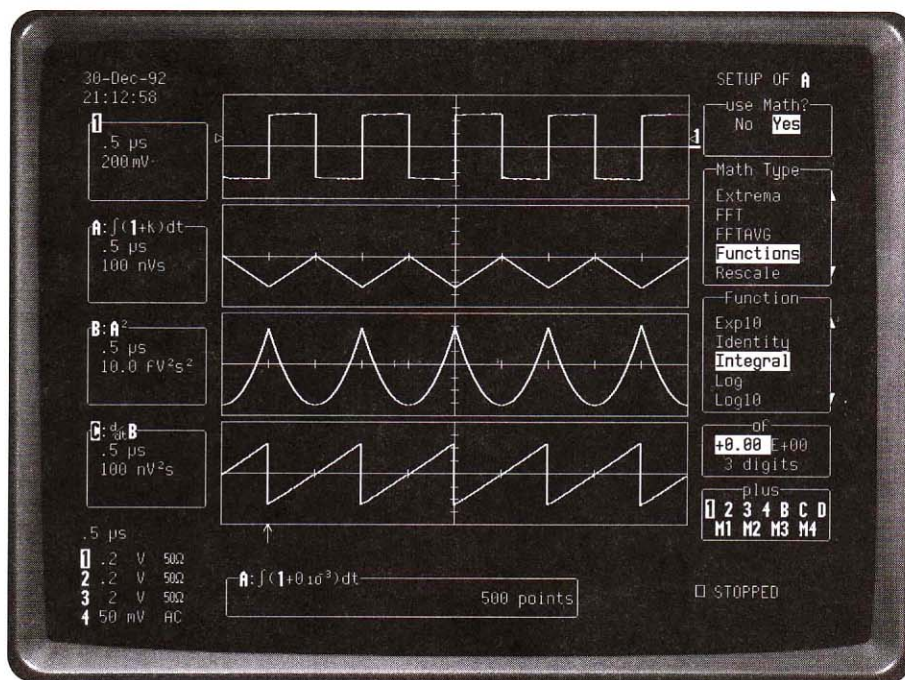 30-Dec-92
21:12:58
1
.5 µs
200 mV
A:∫(1+k)dt
.5 µs
100 nVs
B:A²
.5 µs
10.0 fV²s²
C:d/dt B
.5 µs
100 nV²s
.5 µs
1 .2 V 50Ω
2 .2 V 50Ω
3 2 V 50Ω
4 50 mV AC
1
A:∫(1+0 10⁻³)dt
500 points
SETUP OF A
use Math?
No Yes
Math Type
Extrema
FFT
FFTAVG
Functions
Rescale
Function
Exp10
Identity
Integral
Log
Log10
of
+0.00 E+00
3 digits
plus
1 2 3 4 B C D
M1 M2 M3 M4
STOPPED